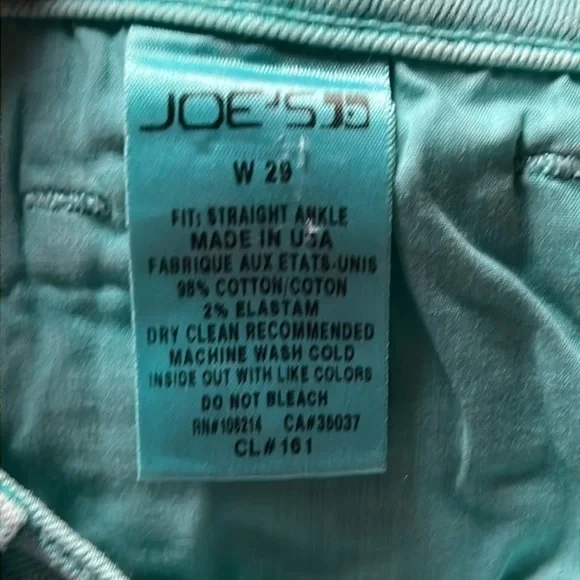 JOE'S
W 29
FIT: STRAIGHT ANKLE
MADE IN USA
FABRIQUE AUX ETATS-UNIS
98% COTTON/COTON
2% ELASTAM
DRY CLEAN RECOMMENDED
MACHINE WASH COLD
INSIDE OUT WITH LIKE COLORS
DO NOT BLEACH
RN#106214 CA#35037
CL#161